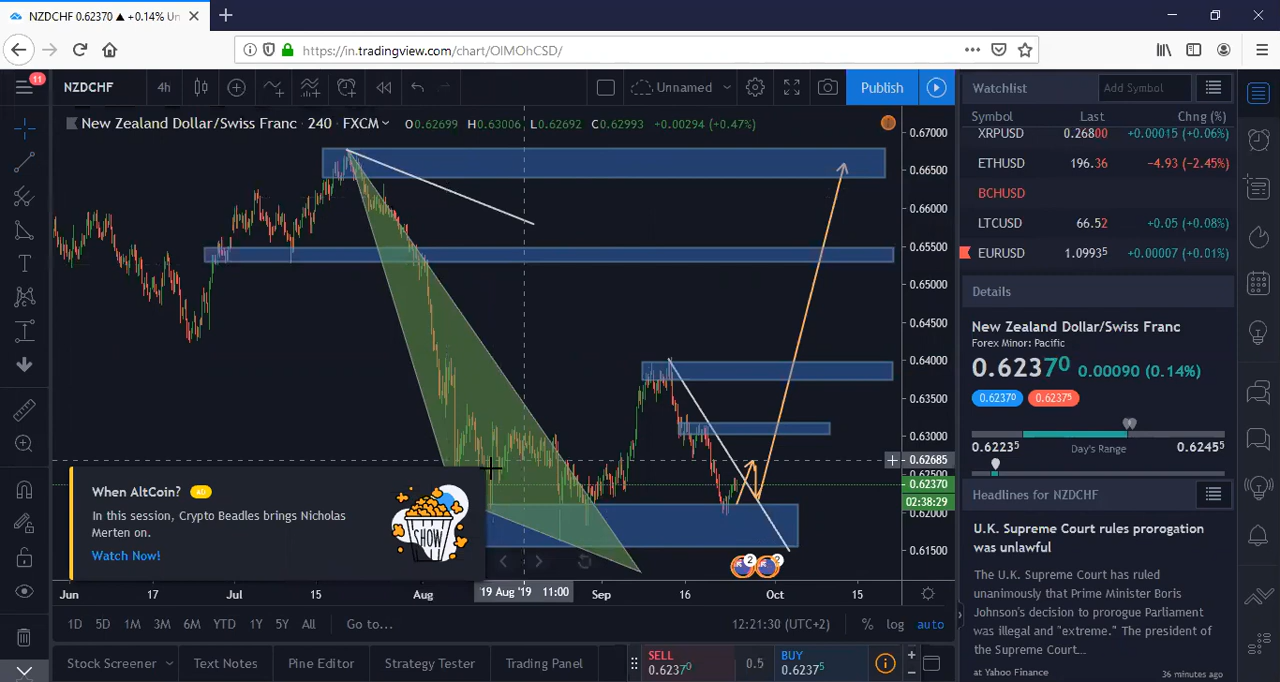 NZDCHF 0.62370 ▲ +0.14% Un
https://in.tradingview.com/chart/OIMOhCSD/
11
NZDCHF
4h
Unnamed
Publish
New Zealand Dollar/Swiss Franc • 240 • FXCM
O0.62699 H0.63006 L0.62692 C0.62993 +0.00294 (+0.47%)
0.67000
0.66500
0.66000
0.65500
0.65000
0.64500
0.64000
0.63500
0.63000
0.62685
0.62500
0.62370
02:38:29
0.62000
0.61500
When AltCoin? AD
In this session, Crypto Beadles brings Nicholas
Merten on.
Watch Now!
SHOW
2
2
Jun 17 Jul 15 Aug 19 Aug '19 11:00 Sep 16 Oct 15
1D 5D 1M 3M 6M YTD 1Y 5Y All Go to...
12:21:30 (UTC+2) % log auto
Stock Screener Text Notes Pine Editor Strategy Tester Trading Panel
SELL
0.62370
0.5
BUY
0.62375
Watchlist Add Symbol
Symbol Last Chng (%)
XRPUSD 0.26800 +0.00015 (+0.06%)
ETHUSD 196.36 −4.93 (−2.45%)
BCHUSD
LTCUSD 66.52 +0.05 (+0.08%)
EURUSD 1.09935 +0.00007 (+0.01%)
Details
New Zealand Dollar/Swiss Franc
Forex Minor: Pacific
0.62370 0.00090 (0.14%)
0.62370 0.62375
0.62235 Day's Range 0.62455
Headlines for NZDCHF
U.K. Supreme Court rules prorogation
was unlawful
The U.K. Supreme Court has ruled
unanimously that Prime Minister Boris
Johnson's decision to prorogue Parliament
was illegal and "extreme." The president of
the Supreme Court...
at Yahoo Finance 36 minutes ago